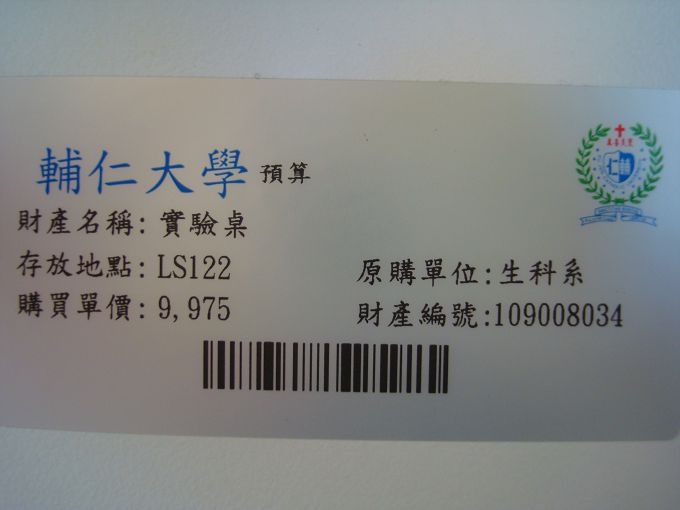 輔仁大學 預算
財產名稱: 實驗桌
存放地點: LS122
原購單位: 生科系
購買單價: 9,975
財產編號:109008034